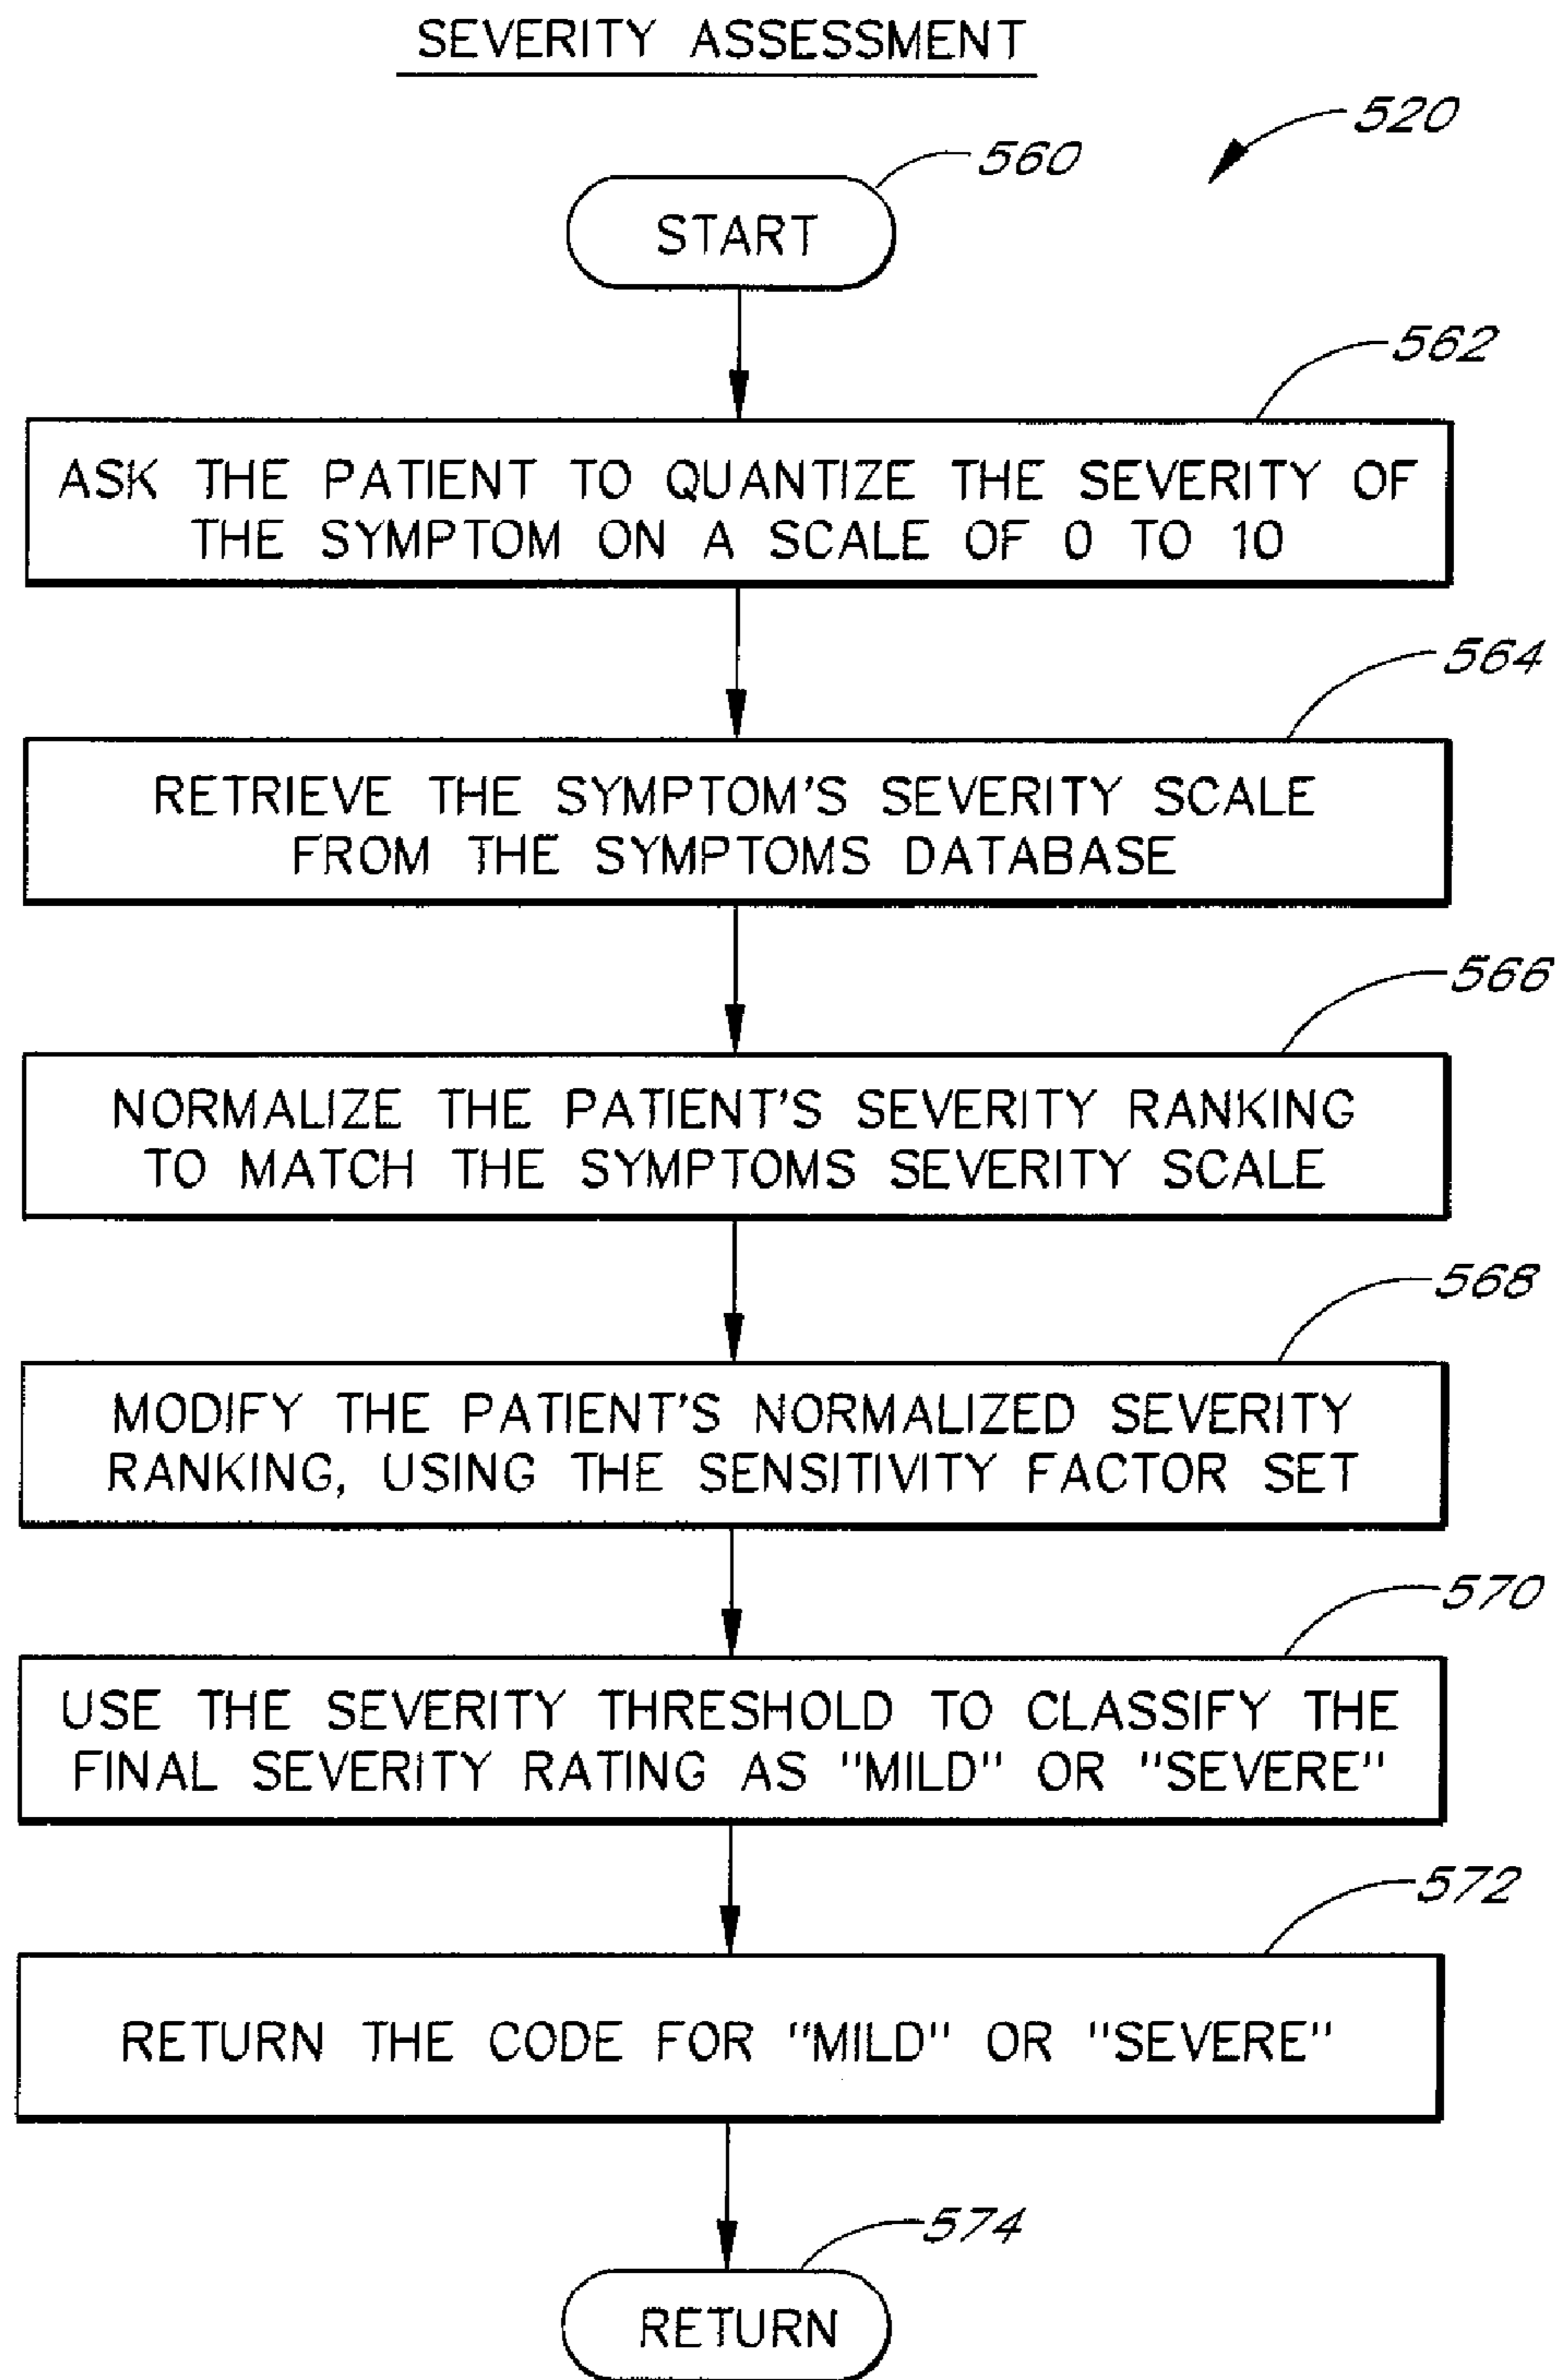 SEVERITY ASSESSMENT
520
560
START
562
ASK THE PATIENT TO QUANTIZE THE SEVERITY OF
THE SYMPTOM ON A SCALE OF 0 TO 10
564
RETRIEVE THE SYMPTOM'S SEVERITY SCALE
FROM THE SYMPTOMS DATABASE
566
NORMALIZE THE PATIENT'S SEVERITY RANKING
TO MATCH THE SYMPTOMS SEVERITY SCALE
568
MODIFY THE PATIENT'S NORMALIZED SEVERITY
RANKING, USING THE SENSITIVITY FACTOR SET
570
USE THE SEVERITY THRESHOLD TO CLASSIFY THE
FINAL SEVERITY RATING AS "MILD" OR "SEVERE"
572
RETURN THE CODE FOR "MILD" OR "SEVERE"
574
RETURN